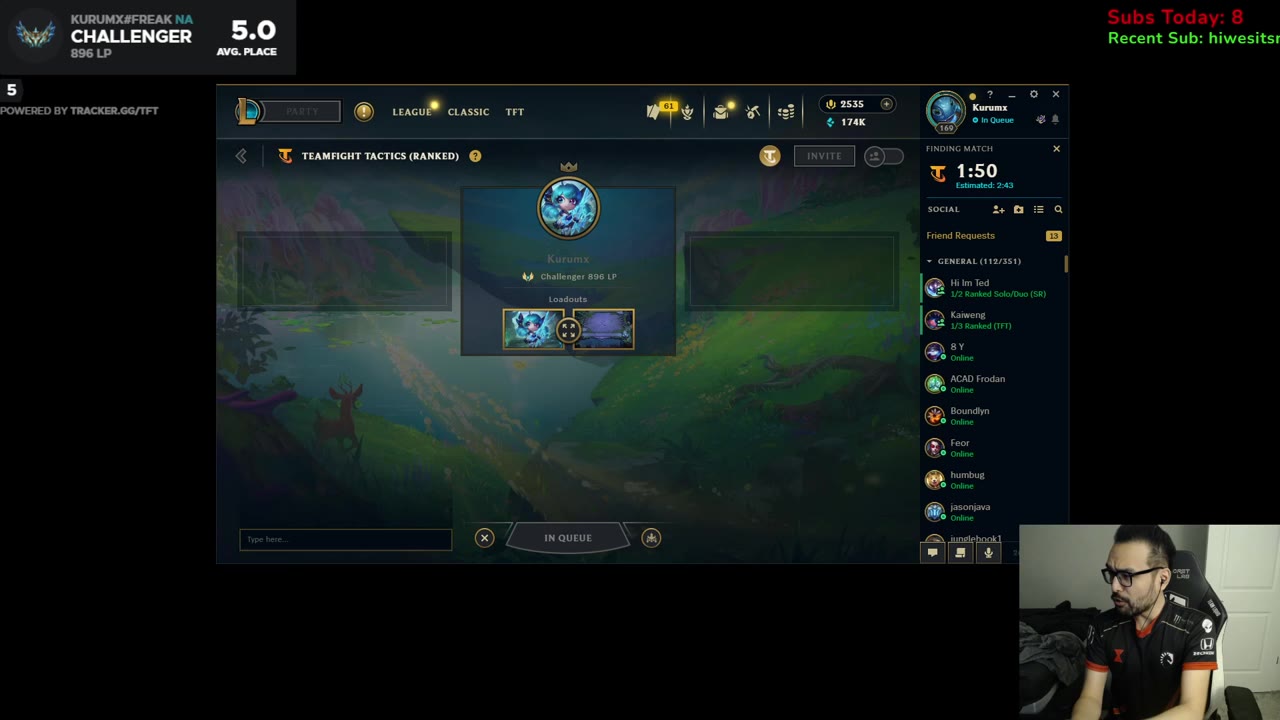 KURUMX#FREAK NA
CHALLENGER
896 LP
5.0
AVG. PLACE
5
POWERED BY TRACKER.GG/TFT
Subs Today: 8
Recent Sub: hiwesitsr
PARTY
LEAGUE
CLASSIC
TFT
61
2535
174K
169
Kurumx
In Queue
TEAMFIGHT TACTICS (RANKED)
INVITE
FINDING MATCH
1:50
Estimated: 2:43
SOCIAL
Friend Requests
13
GENERAL (112/351)
Hi Im Ted
1/2 Ranked Solo/Duo (SR)
Kaiweng
1/3 Ranked (TFT)
8 Y
Online
ACAD Frodan
Online
Boundlyn
Online
Feor
Online
humbug
Online
jasonjava
Online
junglebook1
Kurumx
Challenger 896 LP
Loadouts
Type here...
IN QUEUE
HONDA